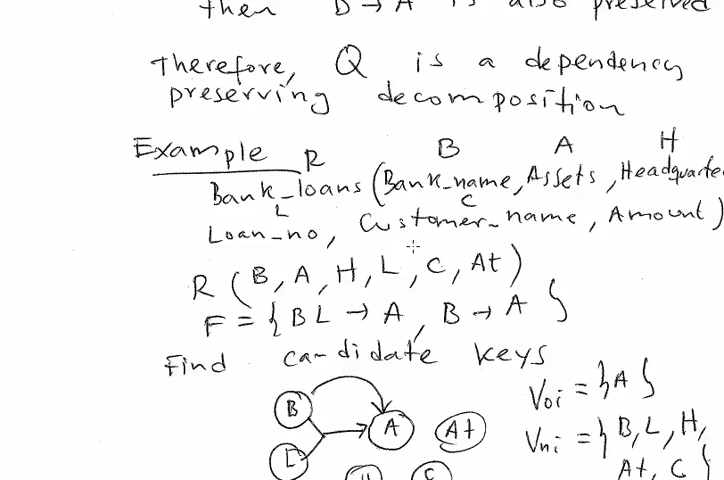 then D → A is also preserved
Therefore, Q is a dependency
preserving decomposition
Example R B A H
Bank_loans (Bank_name, Assets, Headquarte
L C
Loan_no, Customer_name, Amount)
R (B, A, H, L, C, At)
F = { BL → A, B → A }
Find candidate keys
B A At
L
H C
Voi = {A}
Vni = {B, L, H,
At, C}